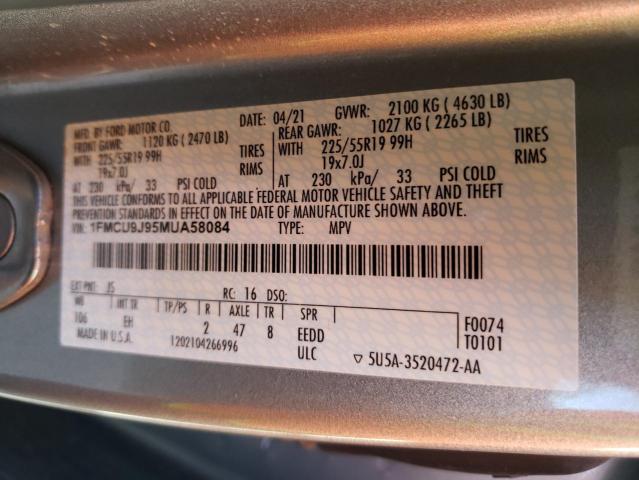 MFD. BY FORD MOTOR CO.
DATE: 04/21 GVWR: 2100 KG ( 4630 LB)
FRONT GAWR: 1120 KG ( 2470 LB) REAR GAWR: 1027 KG ( 2265 LB)
WITH 225/55R19 99H TIRES WITH 225/55R19 99H TIRES
19x7.0J RIMS 19x7.0J RIMS
AT 230 kPa/ 33 PSI COLD AT 230 kPa/ 33 PSI COLD
THIS VEHICLE CONFORMS TO ALL APPLICABLE FEDERAL MOTOR VEHICLE SAFETY AND THEFT
PREVENTION STANDARDS IN EFFECT ON THE DATE OF MANUFACTURE SHOWN ABOVE.
VIN: 1FMCU9J95MUA58084 TYPE: MPV
EXT PNT: JS RC: 16 DSO:
WB INT TR TP/PS R AXLE TR SPR
106 EH 2 47 8 EEDD F0074
MADE IN U.S.A. 1202104266996 ULC T0101
5U5A-3520472-AA